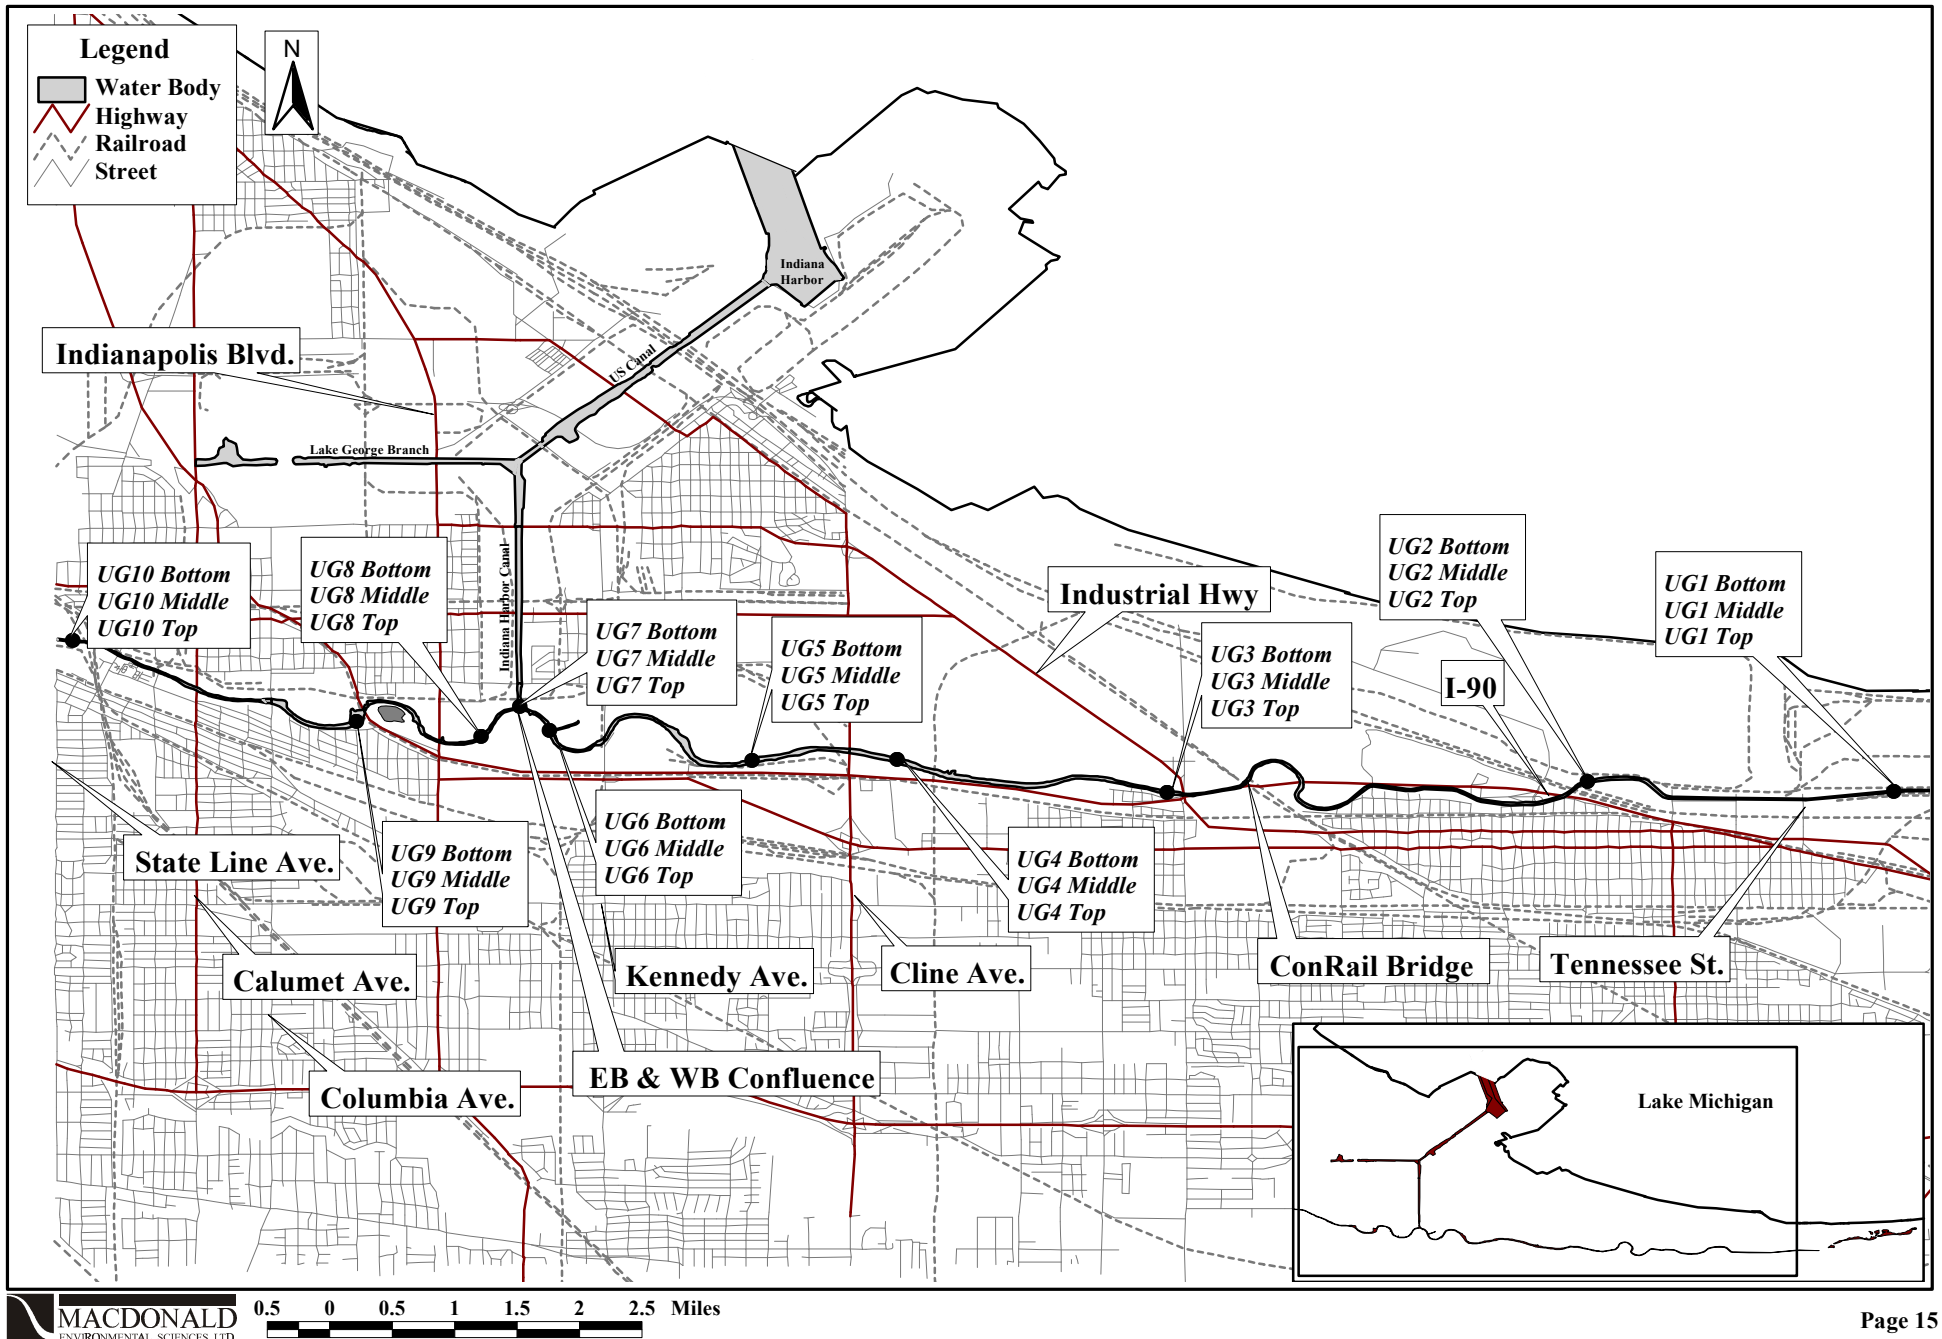 Legend
Water Body
Highway
Railroad
Street
N
Indiana
Harbor
Indianapolis Blvd.
US Canal
Lake George Branch
Indiana Harbor Canal
UG10 Bottom
UG10 Middle
UG10 Top
UG8 Bottom
UG8 Middle
UG8 Top
UG7 Bottom
UG7 Middle
UG7 Top
UG5 Bottom
UG5 Middle
UG5 Top
Industrial Hwy
UG3 Bottom
UG3 Middle
UG3 Top
UG2 Bottom
UG2 Middle
UG2 Top
I-90
UG1 Bottom
UG1 Middle
UG1 Top
State Line Ave.
UG9 Bottom
UG9 Middle
UG9 Top
UG6 Bottom
UG6 Middle
UG6 Top
UG4 Bottom
UG4 Middle
UG4 Top
Calumet Ave.
Kennedy Ave.
Cline Ave.
ConRail Bridge
Tennessee St.
Columbia Ave.
EB & WB Confluence
Lake Michigan
MACDONALD
ENVIRONMENTAL SCIENCES LTD.
0.5 0 0.5 1 1.5 2 2.5 Miles
Page 15